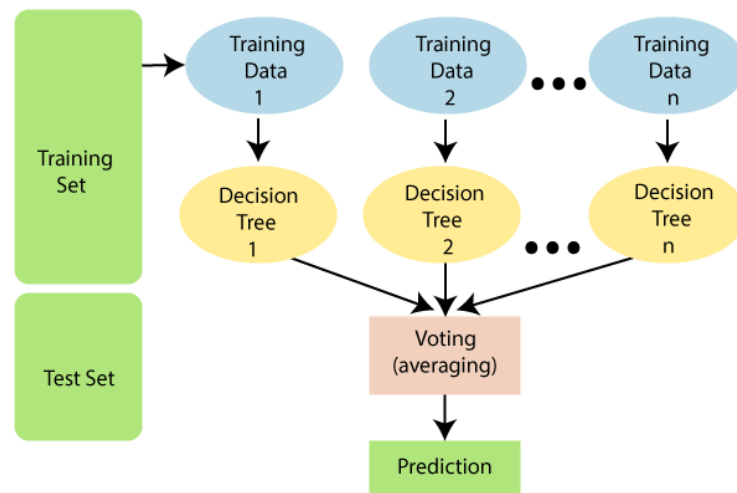 Training
Set
Test Set
Training
Data
1
Training
Data
2
Training
Data
n
Decision
Tree
1
Decision
Tree
2
Decision
Tree
n
Voting
(averaging)
Prediction